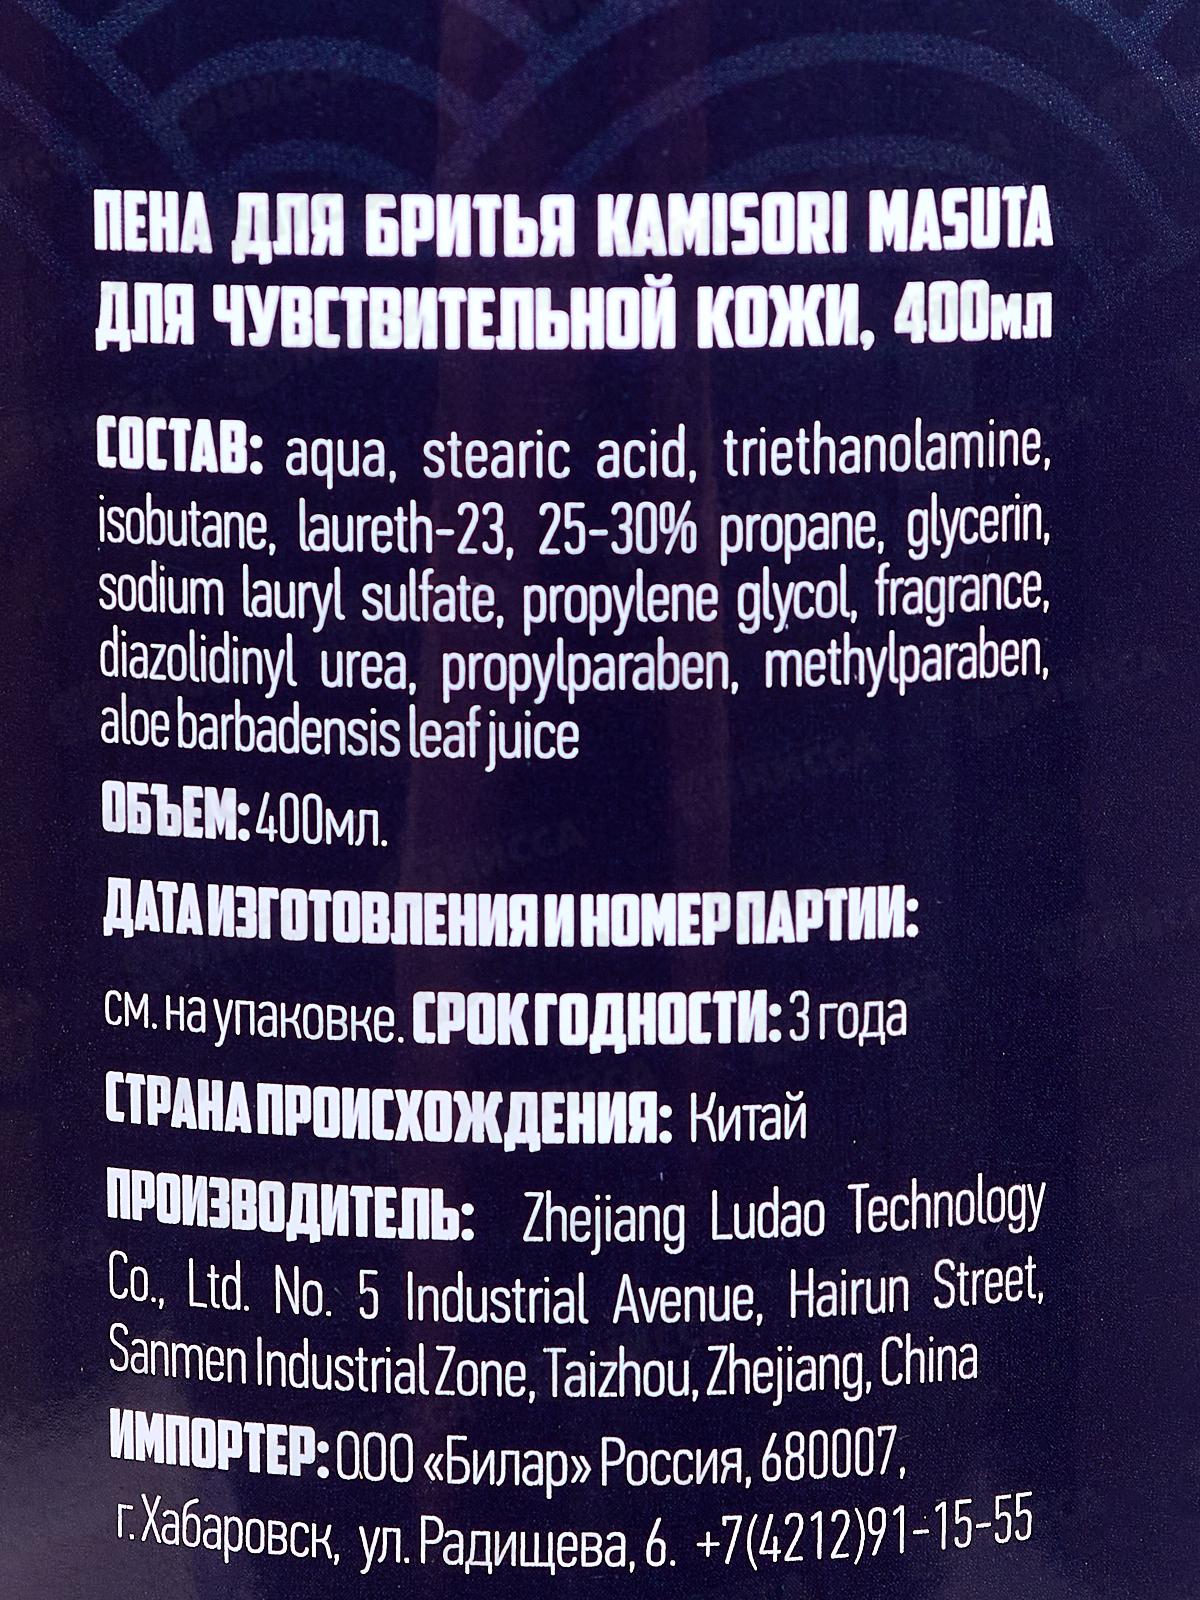 ПЕНА ДЛЯ БРИТЬЯ KAMISORI MASUTA
ДЛЯ ЧУВСТВИТЕЛЬНОЙ КОЖИ, 400мл
СОСТАВ: aqua, stearic acid, triethanolamine,
isobutane, laureth-23, 25-30% propane, glycerin,
sodium lauryl sulfate, propylene glycol, fragrance,
diazolidinyl urea, propylparaben, methylparaben,
aloe barbadensis leaf juice
ОБЪЕМ: 400мл.
ДАТА ИЗГОТОВЛЕНИЯ И НОМЕР ПАРТИИ:
см. на упаковке. СРОК ГОДНОСТИ: 3 года
СТРАНА ПРОИСХОЖДЕНИЯ: Китай
ПРОИЗВОДИТЕЛЬ: Zhejiang Ludao Technology
Co., Ltd. No. 5 Industrial Avenue, Hairun Street,
Sanmen Industrial Zone, Taizhou, Zhejiang, China
ИМПОРТЕР: ООО «Билар» Россия, 680007,
г. Хабаровск, ул. Радищева, 6. +7(4212)91-15-55